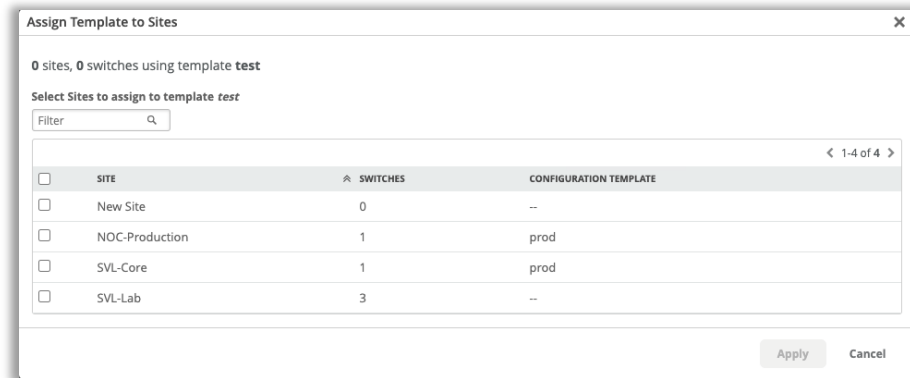 Assign Template to Sites
0 sites, 0 switches using template test
Select Sites to assign to template test
Filter
1-4 of 4
SITE SWITCHES CONFIGURATION TEMPLATE
New Site 0 --
NOC-Production 1 prod
SVL-Core 1 prod
SVL-Lab 3 --
Apply Cancel